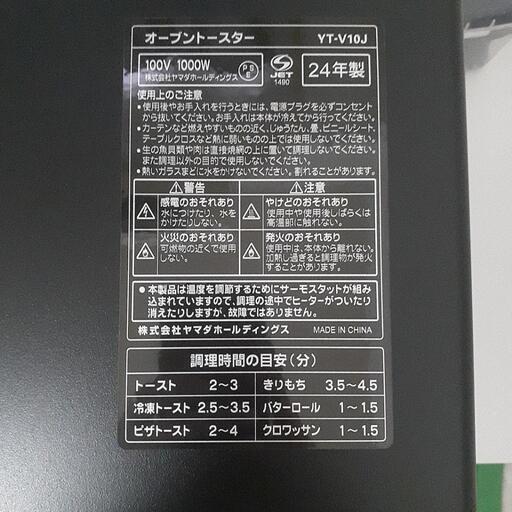 オーブントースター YT-V10J
100V 1000W
株式会社ヤマダホールディングス
PSE
JET
1490
24年製
使用上のご注意
●使用後やお手入れを行うときには、電源プラグを必ずコンセント
から抜いてください。お手入れは本体が冷えてから行ってください。
●カーテンなど燃えやすいものの近く、じゅうたん、畳、ビニールシート、
テーブルクロスなど熱に弱いものの上では使用しないでください。
●生の魚貝類や肉は直接焼網の上に置いて調理しないでください。
また調理以外の目的で使用しないでください。
●熱いガラスまどに水をかけないでください。割れることがあります。
警告
感電のおそれあり
水につけたり、水を
かけたりしない。
火災のおそれあり
可燃物の近くで使用
しない。
注意
やけどのおそれあり
使用中や使用後しばらくは
高温部に触れない。
発火のおそれあり
使用中は、本体から離れない。
加熱し過ぎると調理物が発火
することがあります。
●本製品は温度を調節するためにサーモスタットが組み
込まれていますので、調理の途中でヒーターがついたり
消えたりしますが、故障ではありません。
株式会社ヤマダホールディングス MADE IN CHINA
調理時間の目安(分)
トースト 2〜3 きりもち 3.5〜4.5
冷凍トースト 2.5〜3.5 バターロール 1〜1.5
ピザトースト 2〜4 クロワッサン 1〜1.5